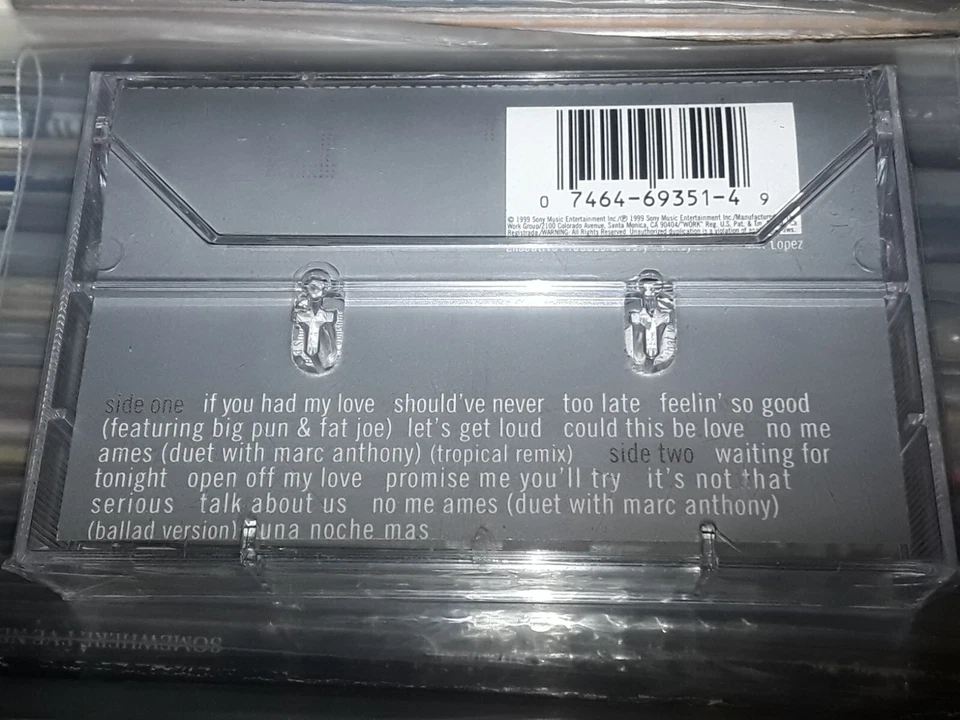 0 7464-69351-4 9
℗ 1999 Sony Music Entertainment Inc./℗ 1999 Sony Music Entertainment Inc./
Work Group/2100 Colorado Avenue, Santa Monica, CA 90404/"WORK" Reg. U.S. Pat. &
Registrada./WARNING: All Rights Reserved. Unauthorized duplication is a violation of
Lopez
side one if you had my love should've never too late feelin' so good
(featuring big pun & fat joe) let's get loud could this be love no me
ames (duet with marc anthony) (tropical remix) side two waiting for
tonight open off my love promise me you'll try it's not that
serious talk about us no me ames (duet with marc anthony)
(ballad version) una noche mas
SOMEWHERE I'VE NE